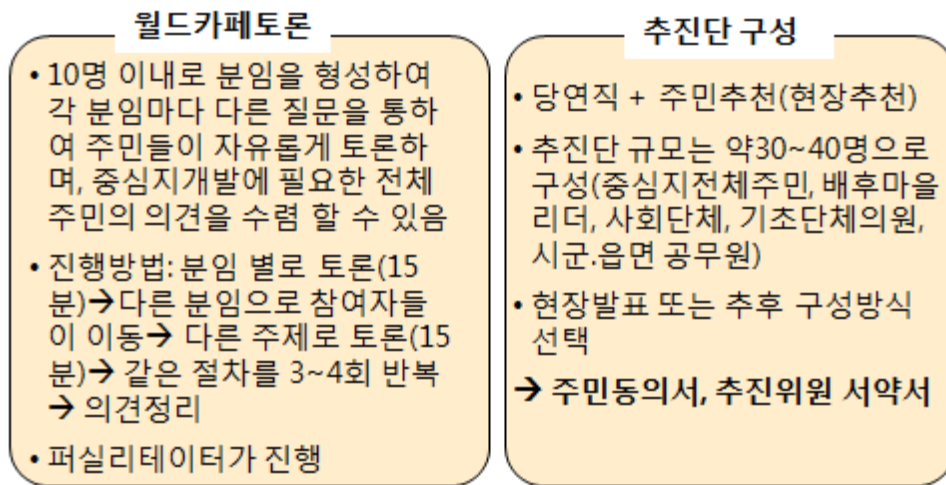 월드카페토론
• 10명 이내로 분임을 형성하여
각 분임마다 다른 질문을 통하
여 주민들이 자유롭게 토론하
며, 중심지개발에 필요한 전체
주민의 의견을 수렴 할 수 있음
• 진행방법: 분임 별로 토론(15
분)→다른 분임으로 참여자들
이 이동→ 다른 주제로 토론(15
분)→ 같은 절차를 3~4회 반복
→ 의견정리
• 퍼실리테이터가 진행
추진단 구성
• 당연직 + 주민추천(현장추천)
• 추진단 규모는 약30~40명으로
구성(중심지전체주민, 배후마을
리더, 사회단체, 기초단체의원,
시군.읍면 공무원)
• 현장발표 또는 추후 구성방식
선택
→ 주민동의서, 추진위원 서약서